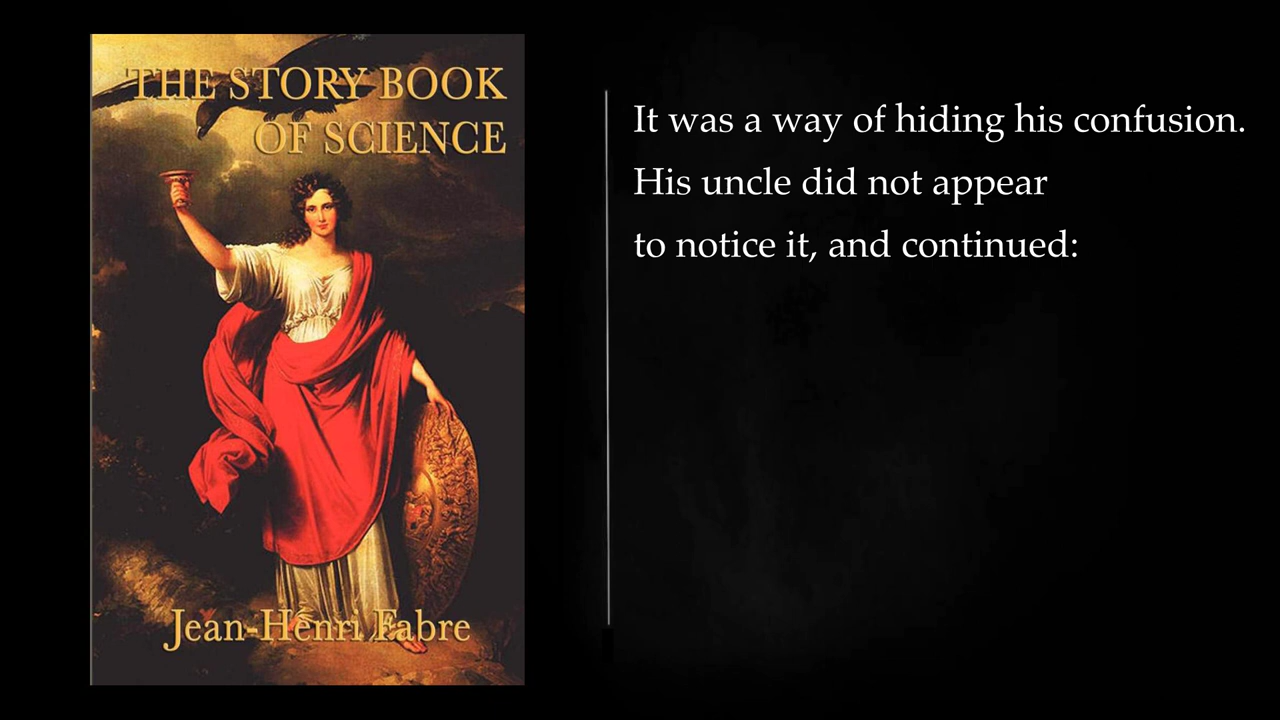 THE STORY BOOK
OF SCIENCE
Jean-Henri Fabre
It was a way of hiding his confusion.
His uncle did not appear
to notice it, and continued: